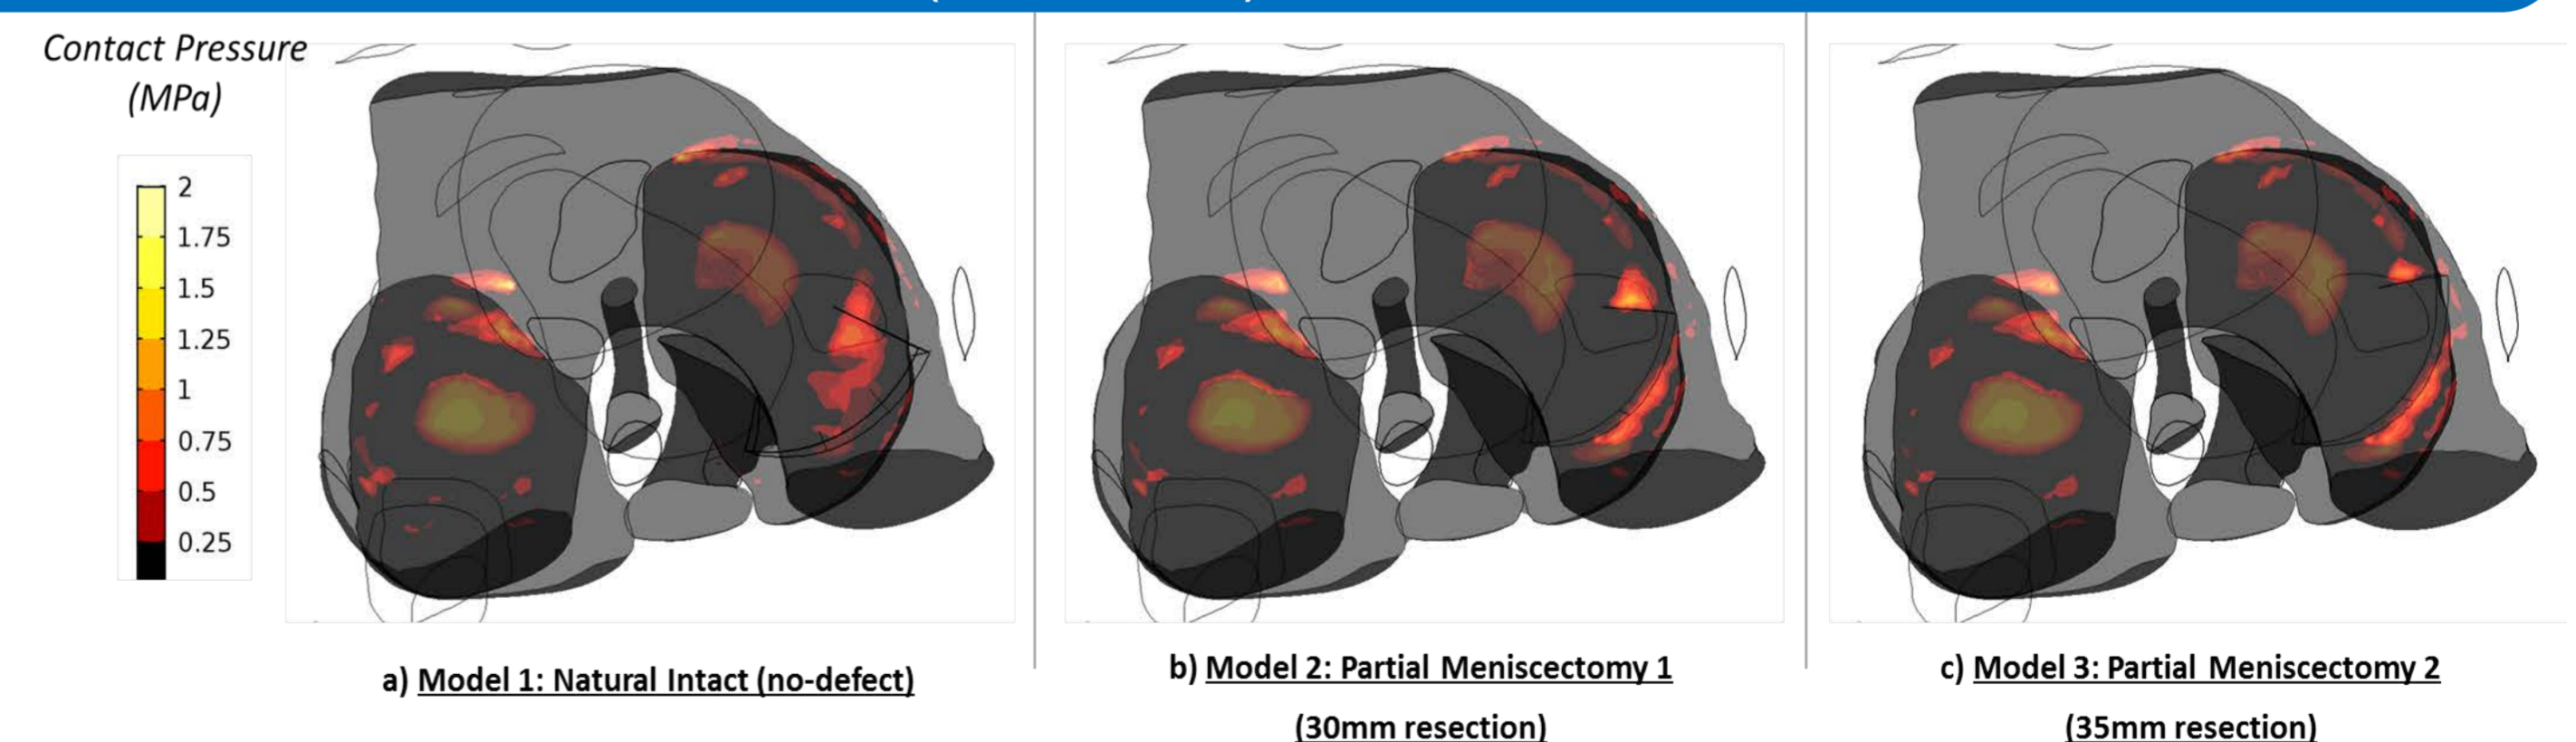 Contact Pressure
(MPa)
2
1.75
1.5
1.25
1
0.75
0.5
0.25
a) Model 1: Natural Intact (no-defect)
b) Model 2: Partial Meniscectomy 1
(30mm resection)
c) Model 3: Partial Meniscectomy 2
(35mm resection)